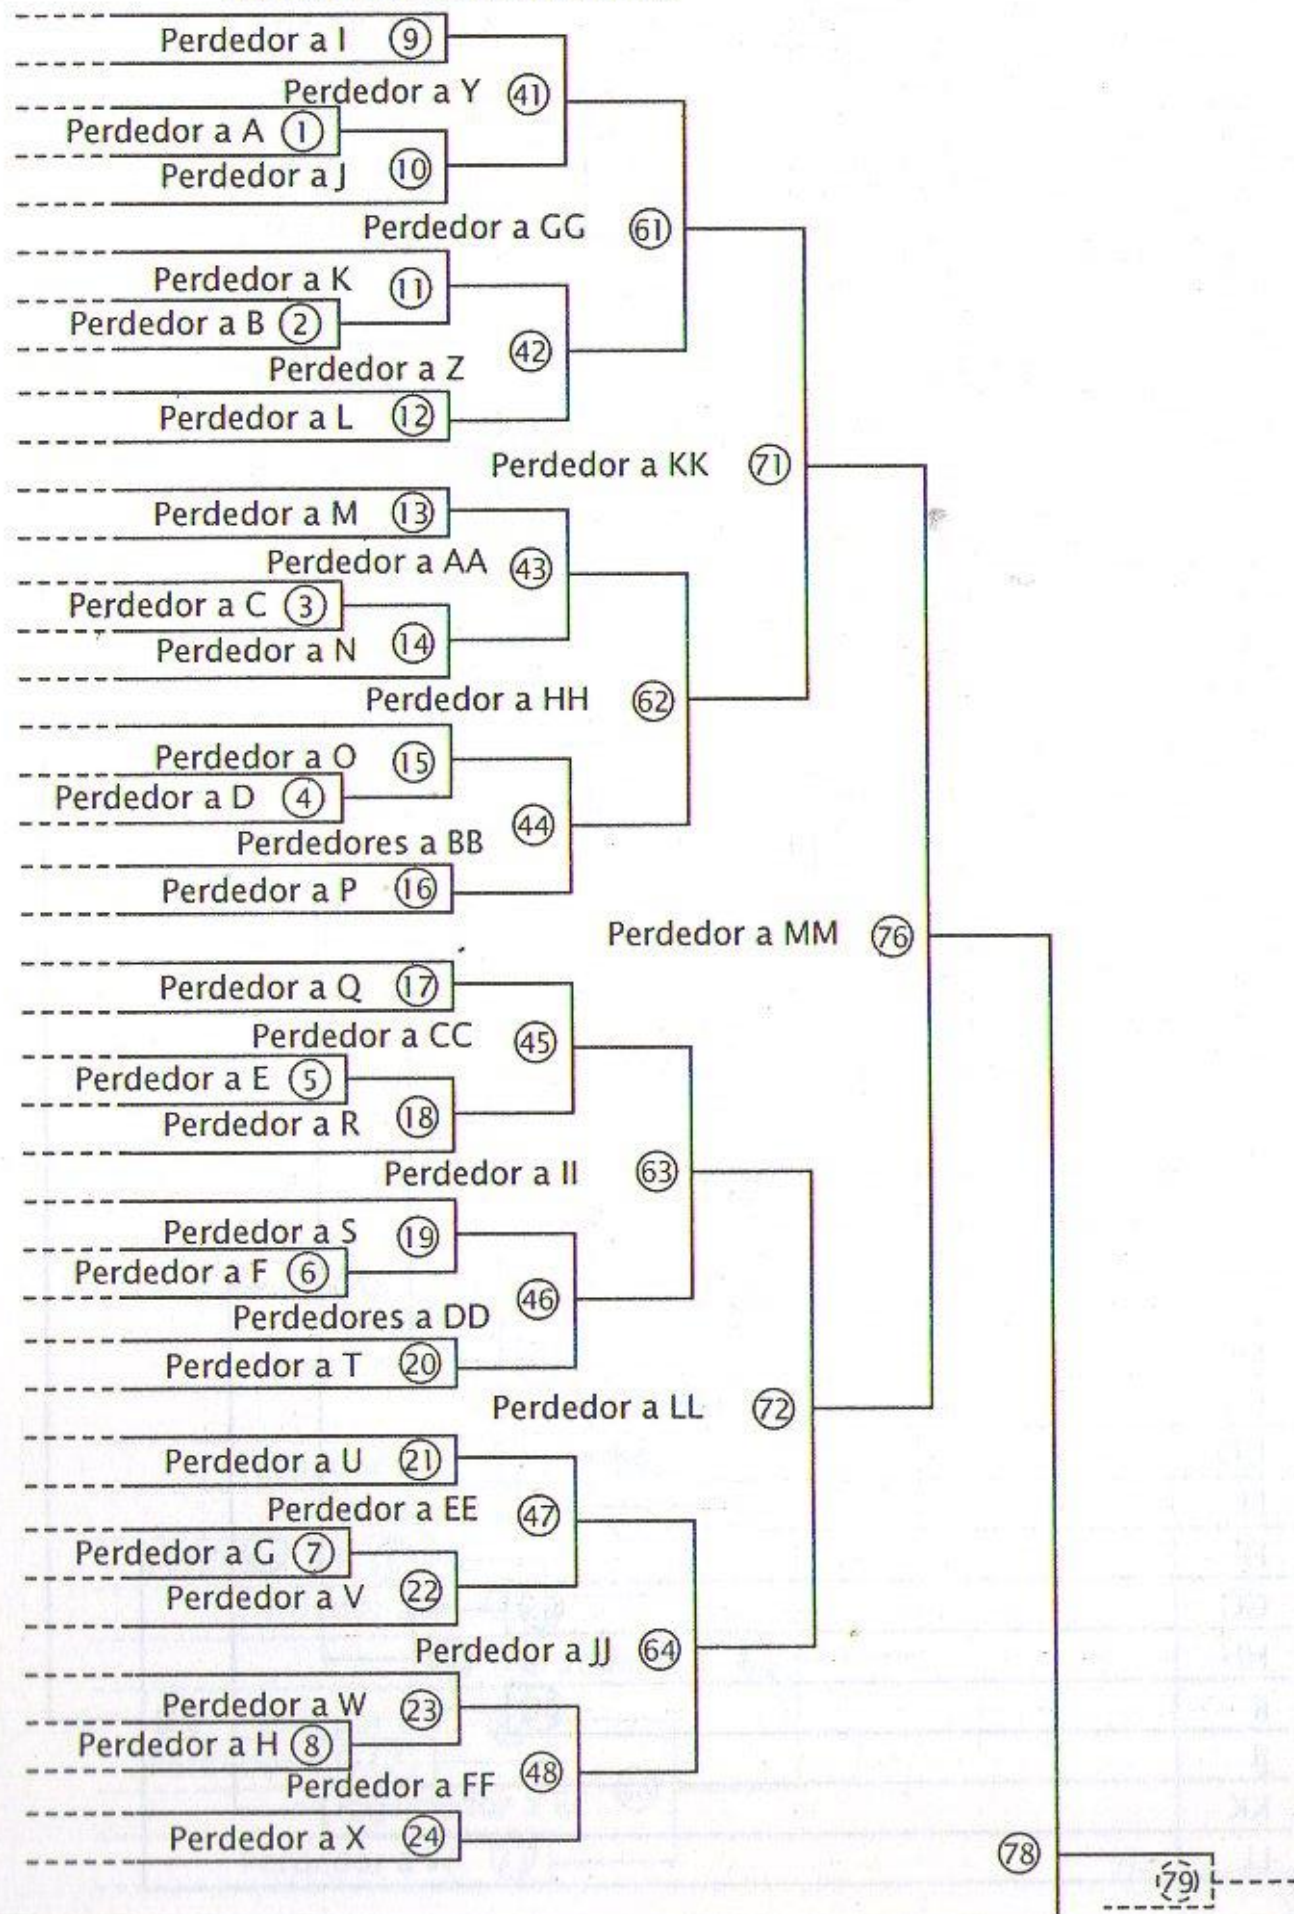 Perdedor a I 9
Perdedor a Y 41
Perdedor a A 1
Perdedor a J 10
Perdedor a GG 61
Perdedor a K 11
Perdedor a B 2
42
Perdedor a Z
Perdedor a L 12
Perdedor a KK 71
Perdedor a M 13
Perdedor a AA 43
Perdedor a C 3
Perdedor a N 14
Perdedor a HH 62
Perdedor a O 15
Perdedor a D 4
44
Perdedores a BB
Perdedor a P 16
Perdedor a MM 76
Perdedor a Q 17
Perdedor a CC 45
Perdedor a E 5
Perdedor a R 18
Perdedor a II 63
Perdedor a S 19
Perdedor a F 6
46
Perdedores a DD
Perdedor a T 20
Perdedor a LL 72
Perdedor a U 21
Perdedor a EE 47
Perdedor a G 7
Perdedor a V 22
Perdedor a JJ 64
Perdedor a W 23
Perdedor a H 8
Perdedor a FF 48
Perdedor a X 24
78
79